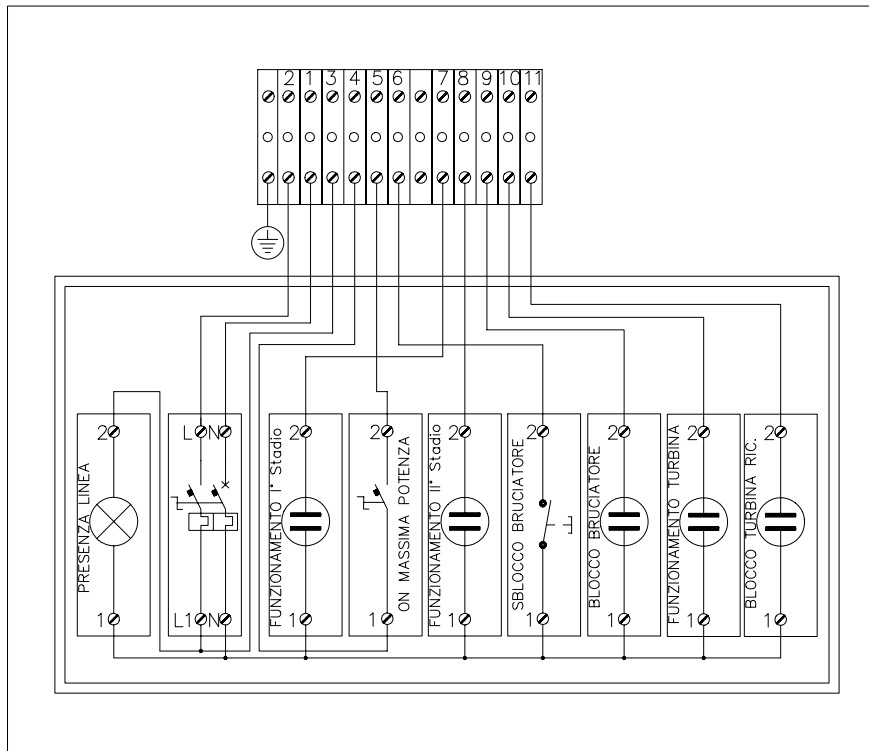 2 1 3 4 5 6 7 8 9 10 11
2 L N 2 2 2 2 2 2 2
PRESENZA LINEA
FUNZIONAMENTO I° Stadio
ON MASSIMA POTENZA
FUNZIONAMENTO II° Stadio
SBLOCCO BRUCIATORE
BLOCCO BRUCIATORE
FUNZIONAMENTO TURBINA
BLOCCO TURBINA RIC.
1 L1 N 1 1 1 1 1 1 1